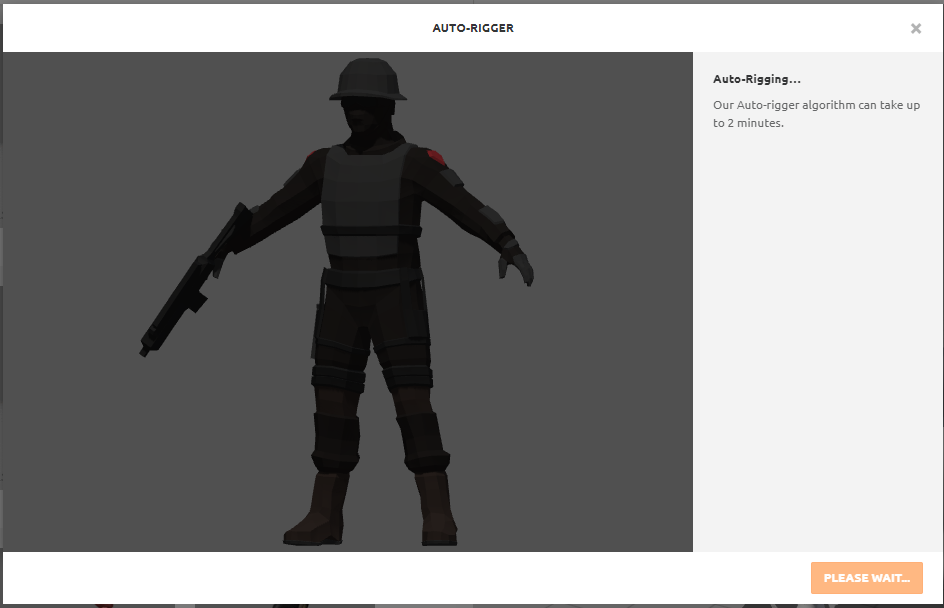 AUTO-RIGGER
Auto-Rigging...
Our Auto-rigger algorithm can take up
to 2 minutes.
PLEASE WAIT...